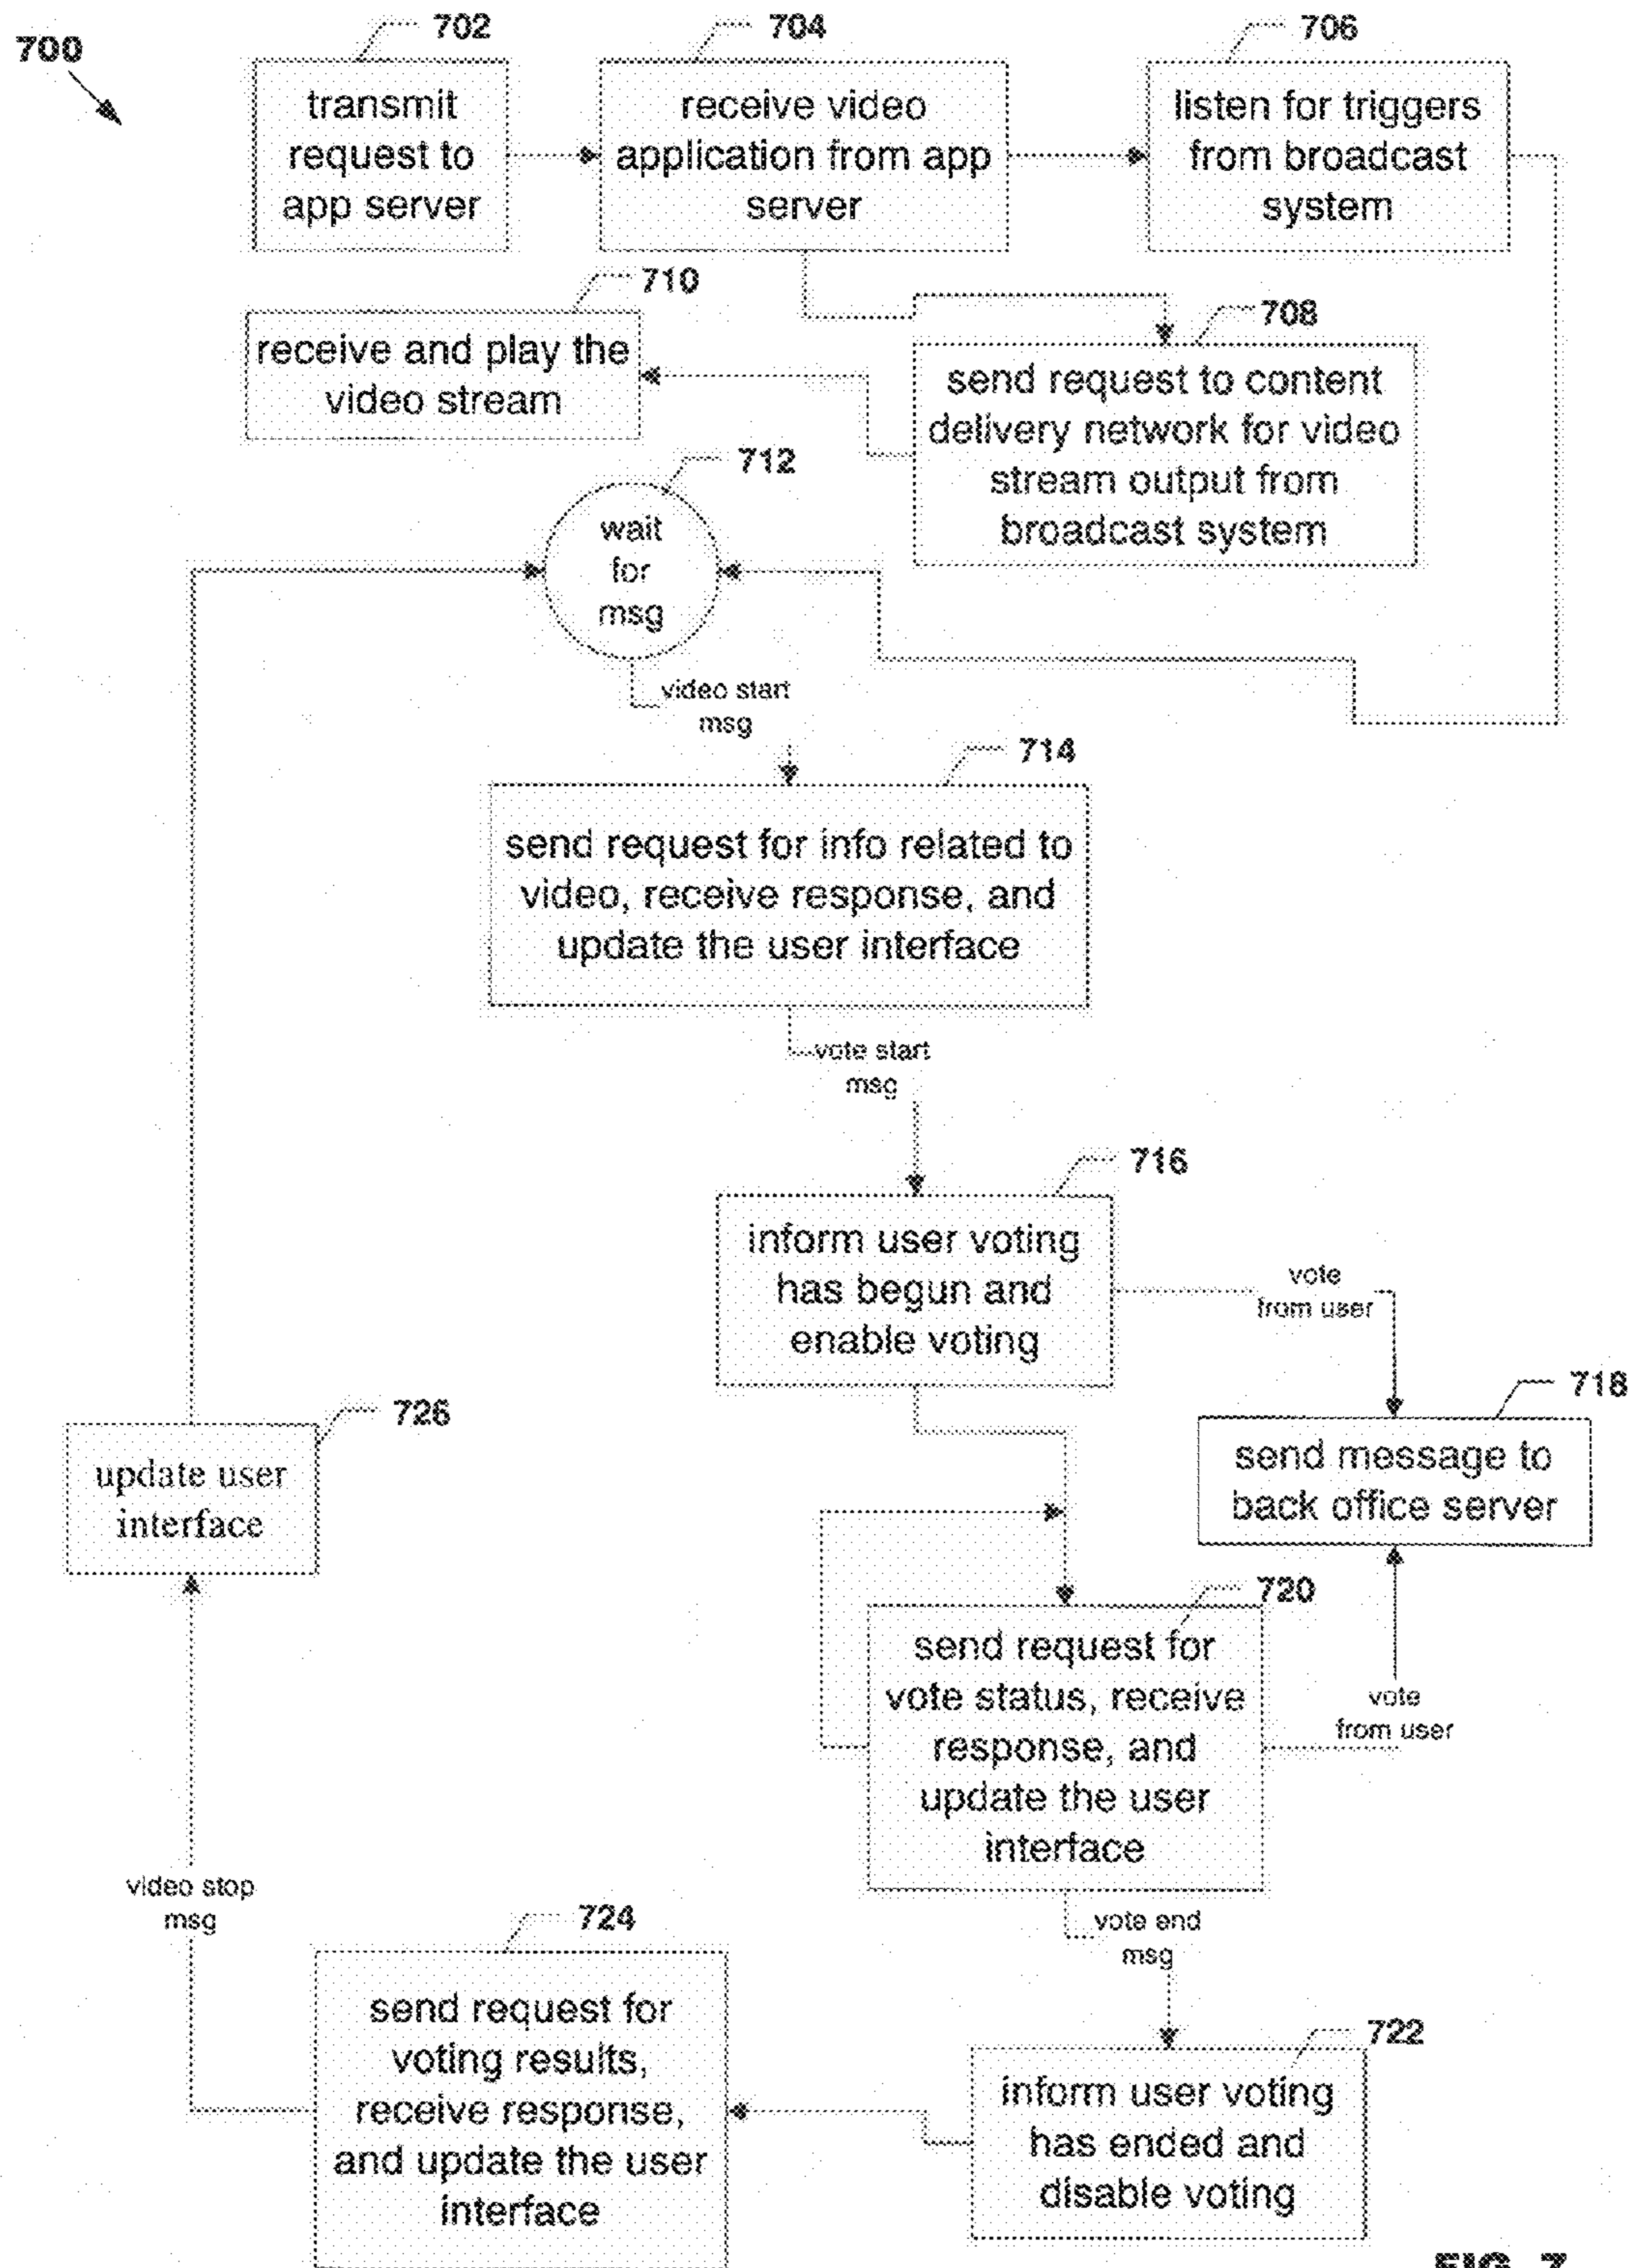 700
702
transmit
request to
app server
704
receive video
application from app
server
706
listen for triggers
from broadcast
system
710
receive and play the
video stream
708
send request to content
delivery network for video
stream output from
broadcast system
712
wait
for
msg
video start
msg
714
send request for info related to
video, receive response, and
update the user interface
vote start
msg
716
inform user voting
has begun and
enable voting
vote
from user
718
send message to
back office server
726
update user
interface
720
send request for
vote status, receive
response, and
update the user
interface
vote
from user
video stop
msg
vote end
msg
724
send request for
voting results,
receive response,
and update the user
interface
722
inform user voting
has ended and
disable voting
FIG. 7